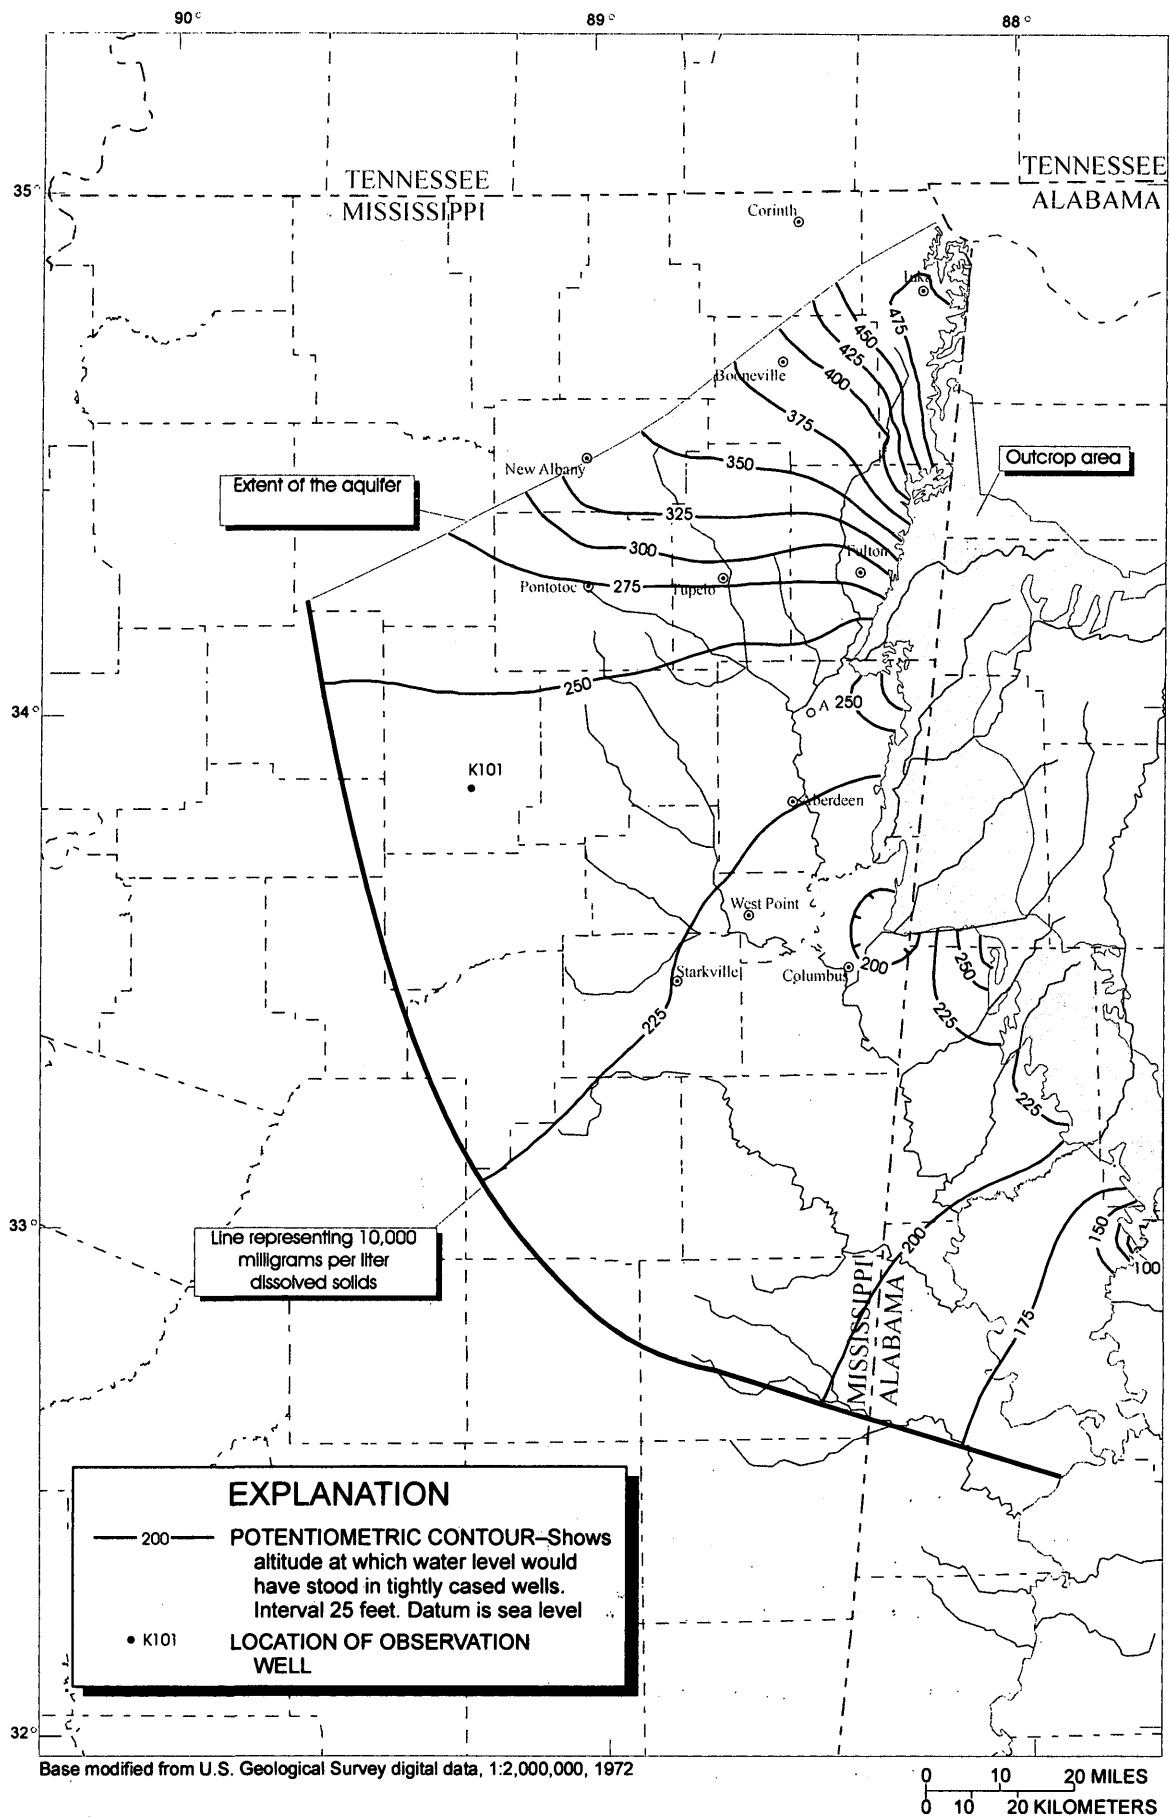 90° 89° 88°
35°
TENNESSEE
MISSISSIPPI
TENNESSEE
ALABAMA
Corinth
Iuka
475
450
425
400
Booneville
375
350
New Albany
Outcrop area
Extent of the aquifer
325
300
Fulton
Pontotoc
275
Tupelo
250
34°
A
250
K101
Aberdeen
West Point
200
Columbus
Starkville
250
225
225
225
33°
Line representing 10,000
milligrams per liter
dissolved solids
200
150
100
175
MISSISSIPPI
ALABAMA
EXPLANATION
200
POTENTIOMETRIC CONTOUR–Shows
altitude at which water level would
have stood in tightly cased wells.
Interval 25 feet. Datum is sea level
K101
LOCATION OF OBSERVATION
WELL
32°
Base modified from U.S. Geological Survey digital data, 1:2,000,000, 1972
0 10 20 MILES
0 10 20 KILOMETERS